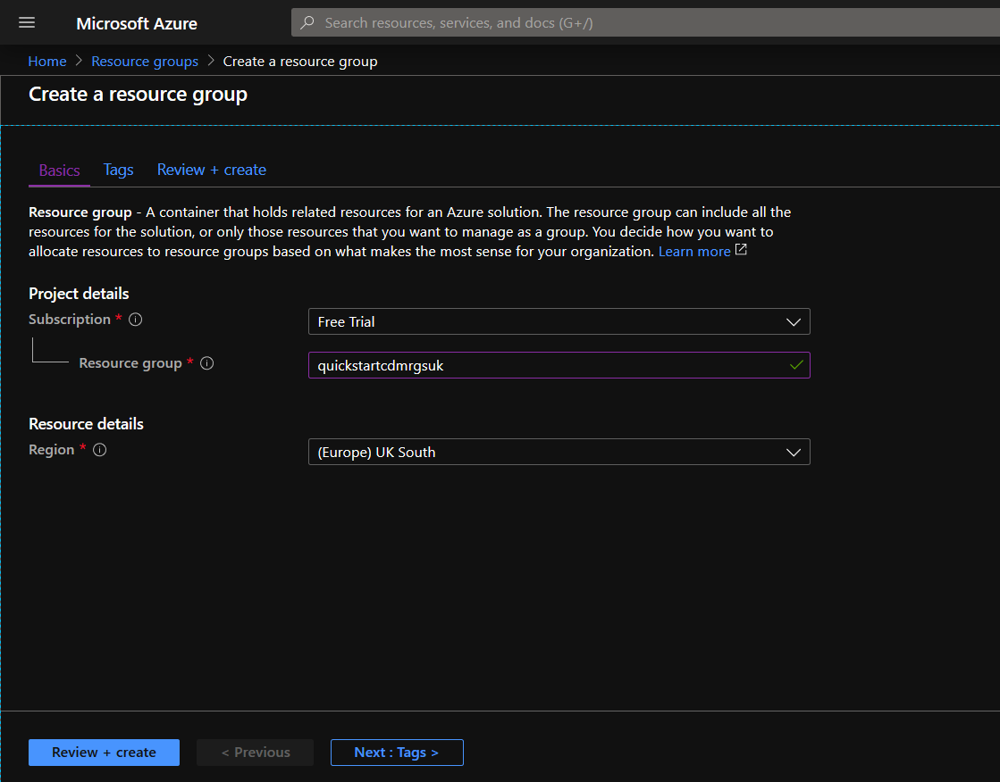 Microsoft Azure
Search resources, services, and docs (G+/)
Home > Resource groups > Create a resource group
Create a resource group
Basics Tags Review + create
Resource group - A container that holds related resources for an Azure solution. The resource group can include all the
resources for the solution, or only those resources that you want to manage as a group. You decide how you want to
allocate resources to resource groups based on what makes the most sense for your organization. Learn more
Project details
Subscription * Free Trial
Resource group * quickstartcdmrgsuk
Resource details
Region * (Europe) UK South
Review + create < Previous Next : Tags >